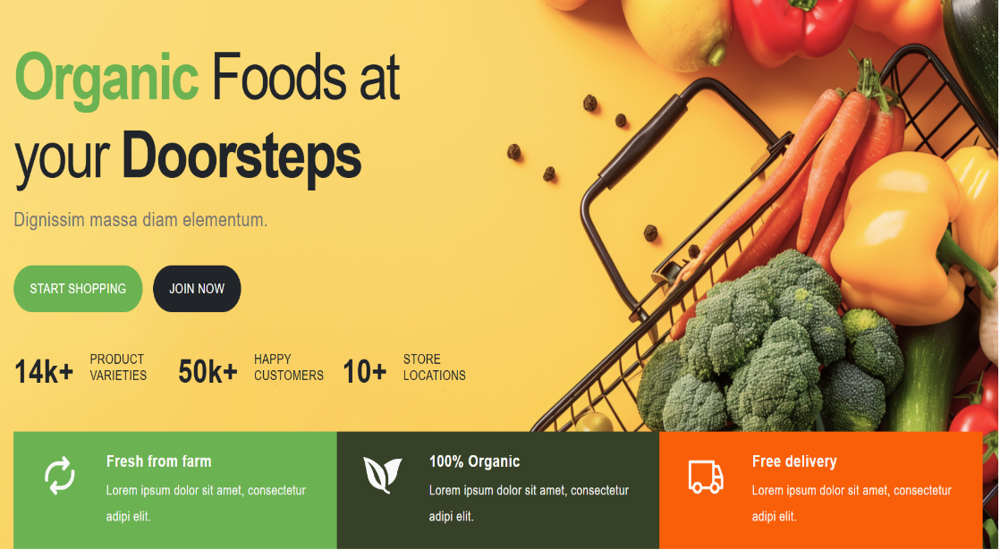 Organic Foods at
your Doorsteps
Dignissim massa diam elementum.
START SHOPPING JOIN NOW
14k+ PRODUCT VARIETIES 50k+ HAPPY CUSTOMERS 10+ STORE LOCATIONS
Fresh from farm
Lorem ipsum dolor sit amet, consectetur
adipi elit.
100% Organic
Lorem ipsum dolor sit amet, consectetur
adipi elit.
Free delivery
Lorem ipsum dolor sit amet, consectetur
adipi elit.